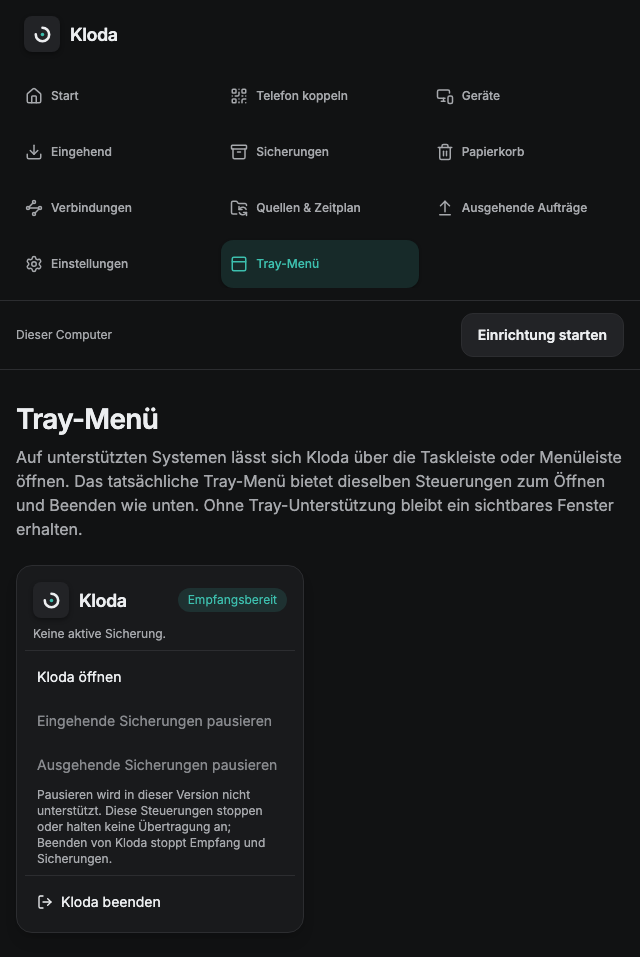 Kloda
Start
Telefon koppeln
Geräte
Eingehend
Sicherungen
Papierkorb
Verbindungen
Quellen & Zeitplan
Ausgehende Aufträge
Einstellungen
Tray-Menü
Dieser Computer
Einrichtung starten
Tray-Menü
Auf unterstützten Systemen lässt sich Kloda über die Taskleiste oder Menüleiste
öffnen. Das tatsächliche Tray-Menü bietet dieselben Steuerungen zum Öffnen
und Beenden wie unten. Ohne Tray-Unterstützung bleibt ein sichtbares Fenster
erhalten.
Kloda
Empfangsbereit
Keine aktive Sicherung.
Kloda öffnen
Eingehende Sicherungen pausieren
Ausgehende Sicherungen pausieren
Pausieren wird in dieser Version nicht
unterstützt. Diese Steuerungen stoppen
oder halten keine Übertragung an;
Beenden von Kloda stoppt Empfang und
Sicherungen.
Kloda beenden